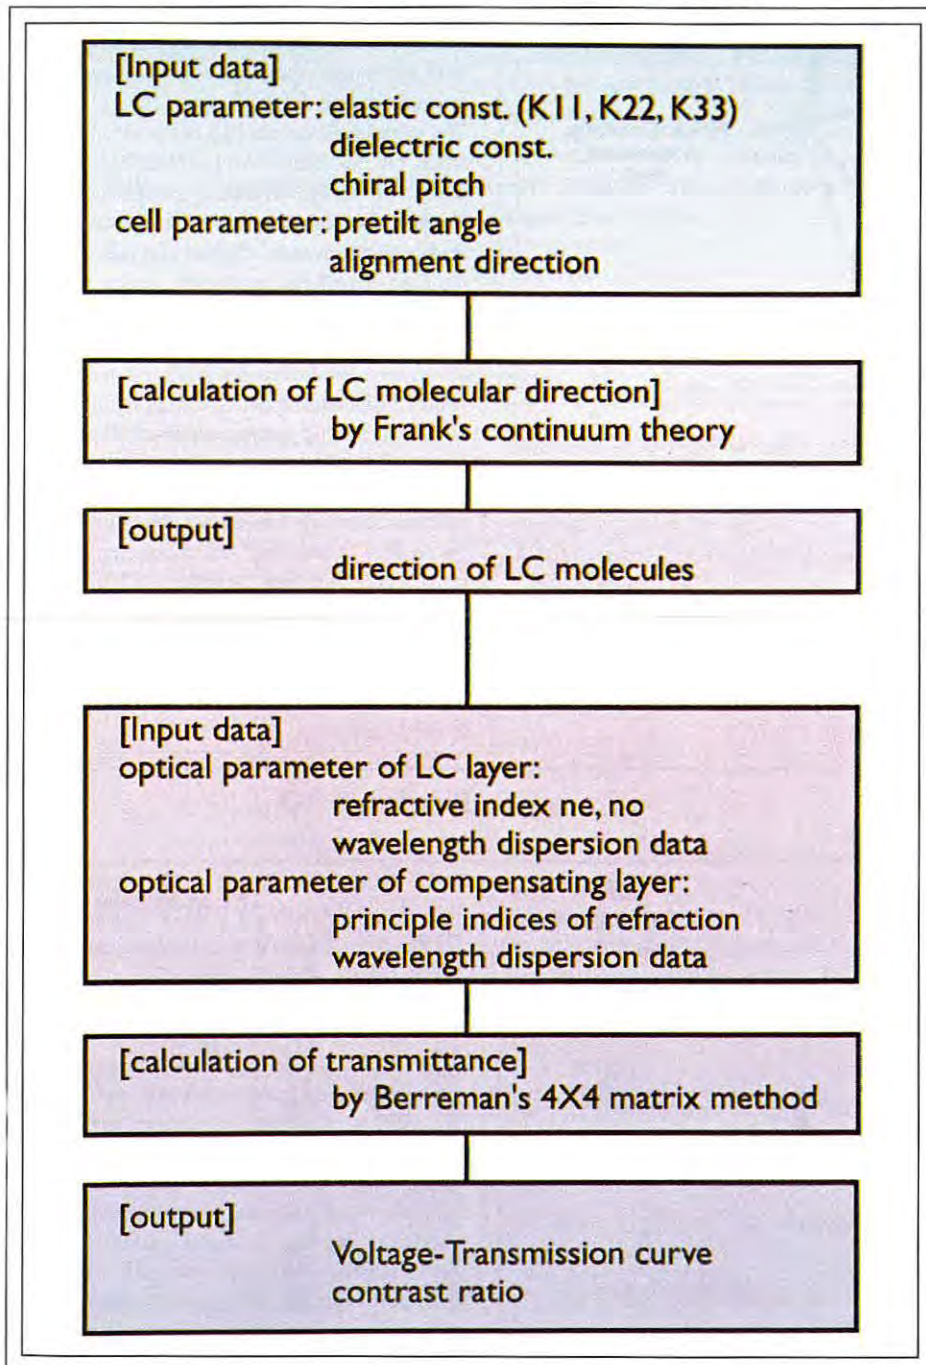 [Input data]
LC parameter: elastic const. (K11, K22, K33)
dielectric const.
chiral pitch
cell parameter: pretilt angle
alignment direction
[calculation of LC molecular direction]
by Frank's continuum theory
[output]
direction of LC molecules
[Input data]
optical parameter of LC layer:
refractive index ne, no
wavelength dispersion data
optical parameter of compensating layer:
principle indices of refraction
wavelength dispersion data
[calculation of transmittance]
by Berreman's 4X4 matrix method
[output]
Voltage-Transmission curve
contrast ratio